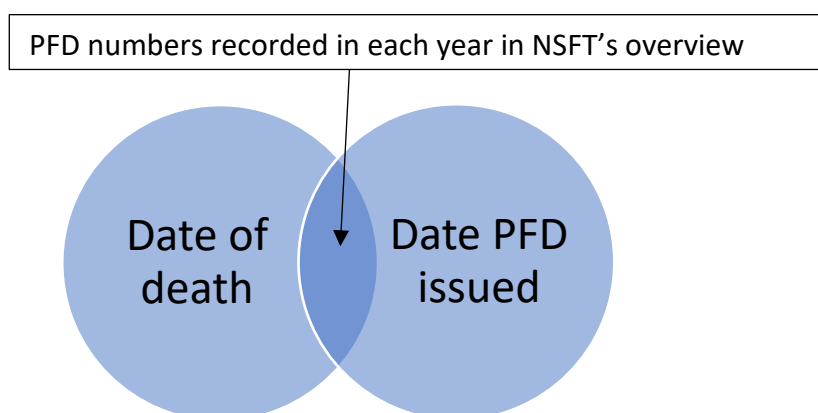 PFD numbers recorded in each year in NSFT’s overview
Date of
death
Date PFD
issued